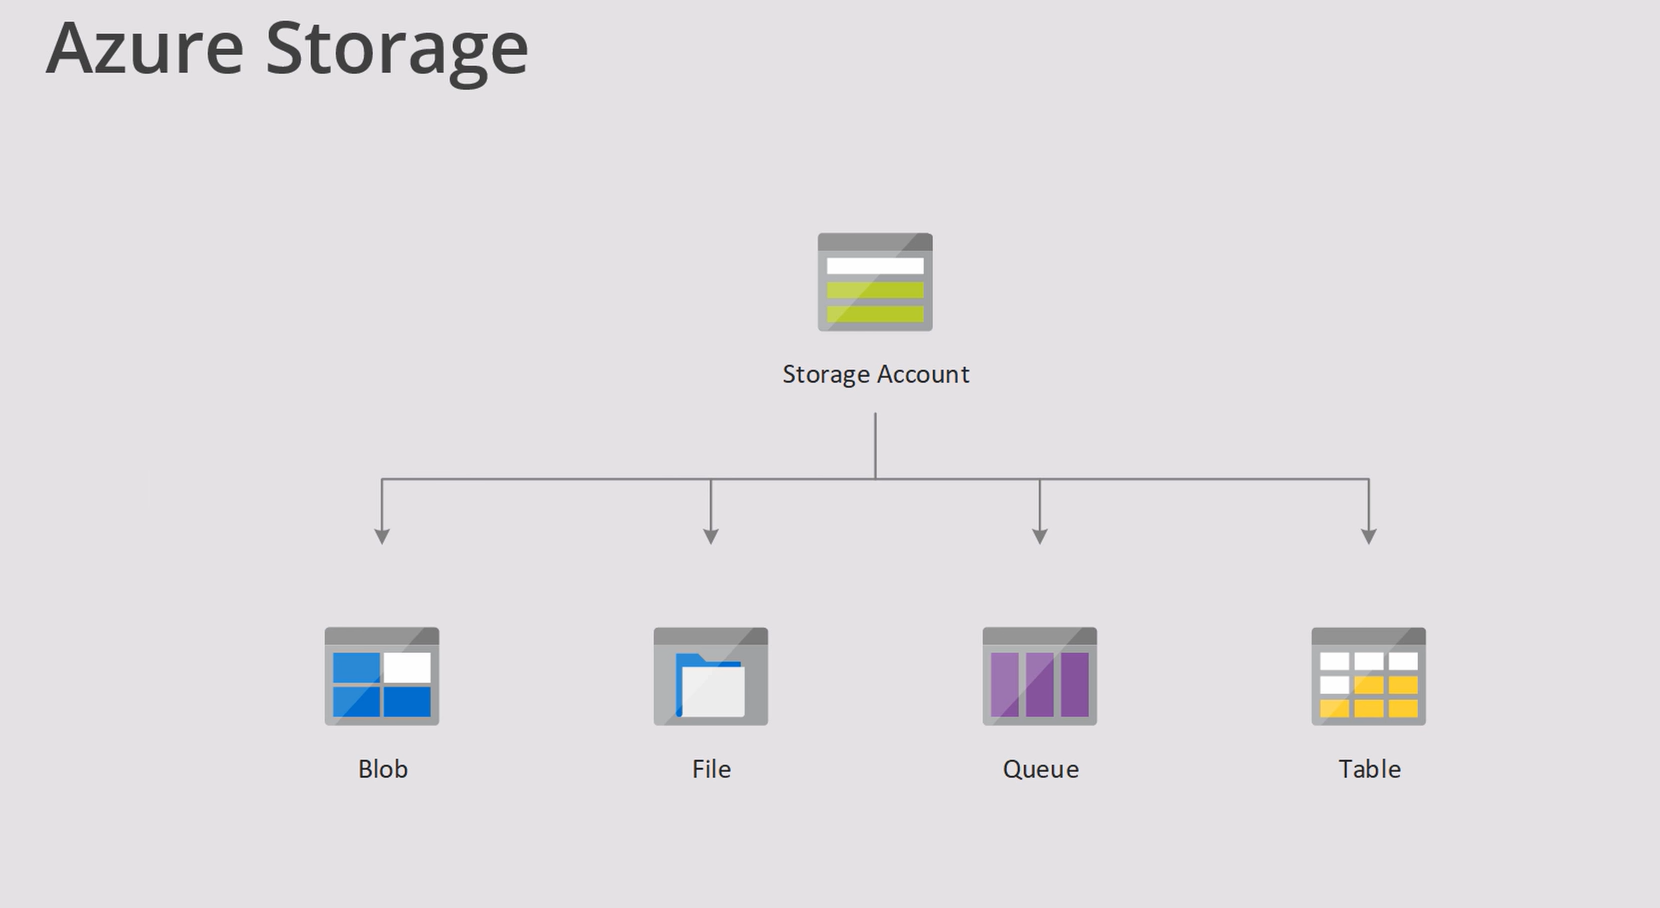 Azure Storage
Storage Account
Blob
File
Queue
Table